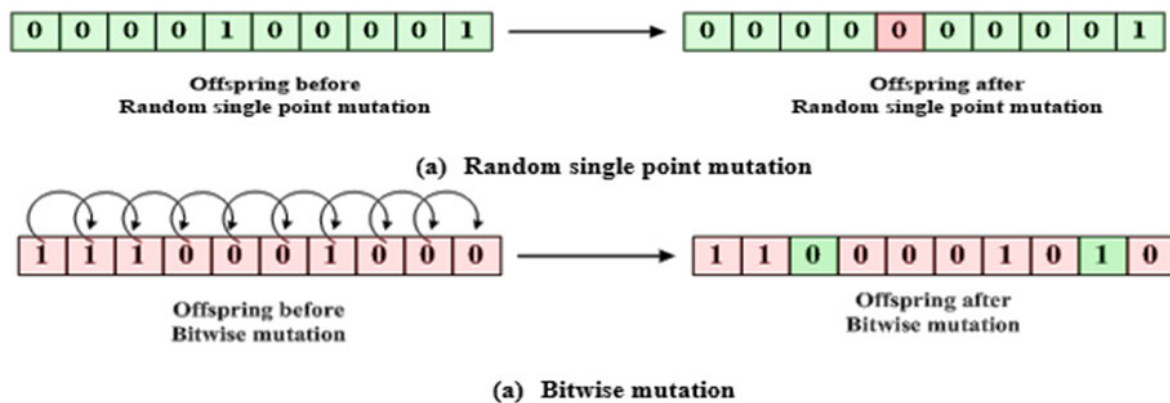 0 0 0 0 1 0 0 0 0 1
0 0 0 0 0 0 0 0 0 1
Offspring before
Random single point mutation
Offspring after
Random single point mutation
(a) Random single point mutation
1 1 1 0 0 0 1 0 0 0
1 1 0 0 0 0 1 0 1 0
Offspring before
Bitwise mutation
Offspring after
Bitwise mutation
(a) Bitwise mutation